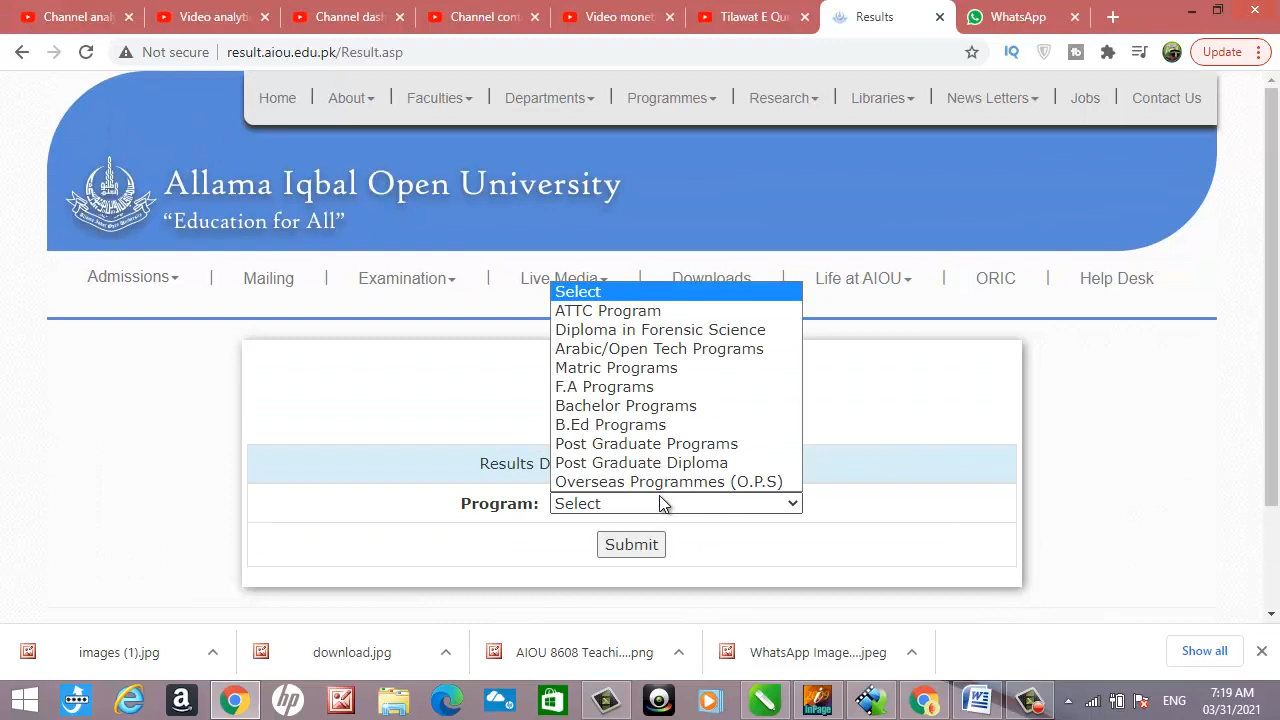 Channel analy
Video analyti
Channel dash
Channel cont
Video monet
Tilawat E Qu
Results
WhatsApp
Not secure
result.aiou.edu.pk/Result.asp
Update
Home
About
Faculties
Departments
Programmes
Research
Libraries
News Letters
Jobs
Contact Us
Allama Iqbal Open University
“Education for All”
Admissions
Mailing
Examination
Live Media
Downloads
Life at AIOU
ORIC
Help Desk
Select
ATTC Program
Diploma in Forensic Science
Arabic/Open Tech Programs
Matric Programs
F.A Programs
Bachelor Programs
B.Ed Programs
Post Graduate Programs
Post Graduate Diploma
Overseas Programmes (O.P.S)
Results D
Program:
Select
Submit
images (1).jpg
download.jpg
AIOU 8608 Teachi....png
WhatsApp Image....jpeg
Show all
ENG
7:19 AM
03/31/2021